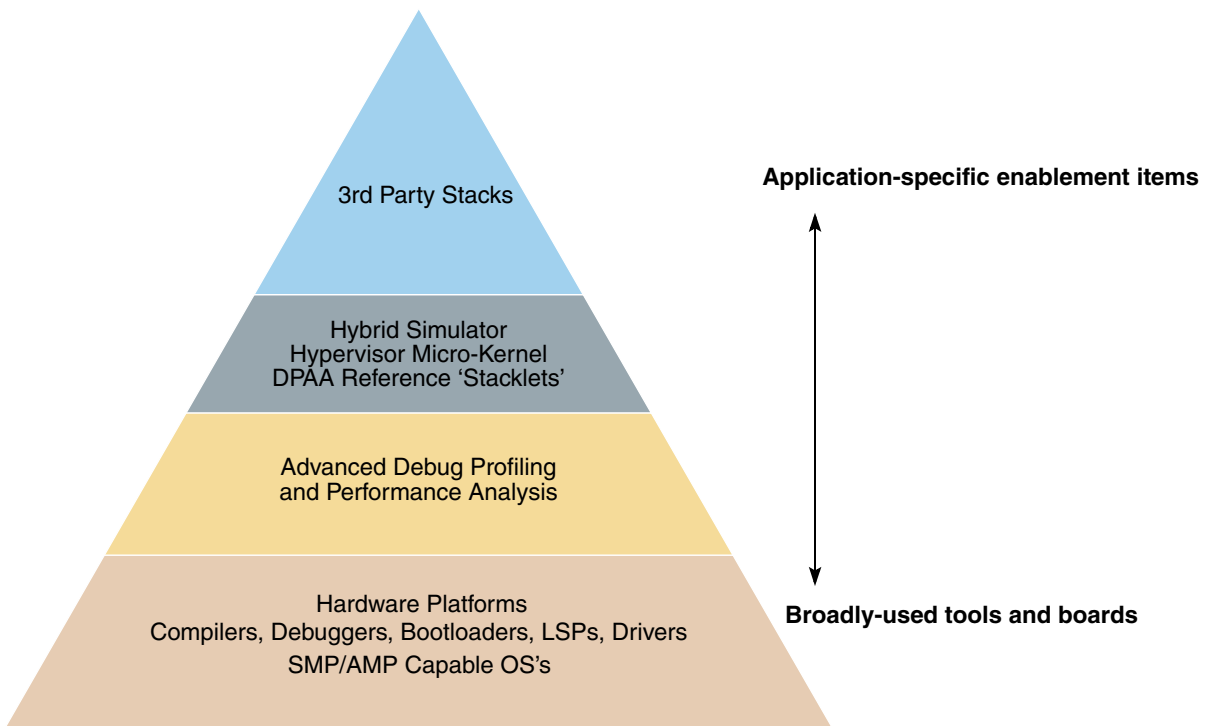 Application-specific enablement items
3rd Party Stacks
Hybrid Simulator
Hypervisor Micro-Kernel
DPAA Reference ‘Stacklets’
Advanced Debug Profiling
and Performance Analysis
Hardware Platforms
Compilers, Debuggers, Bootloaders, LSPs, Drivers
SMP/AMP Capable OS’s
Broadly-used tools and boards